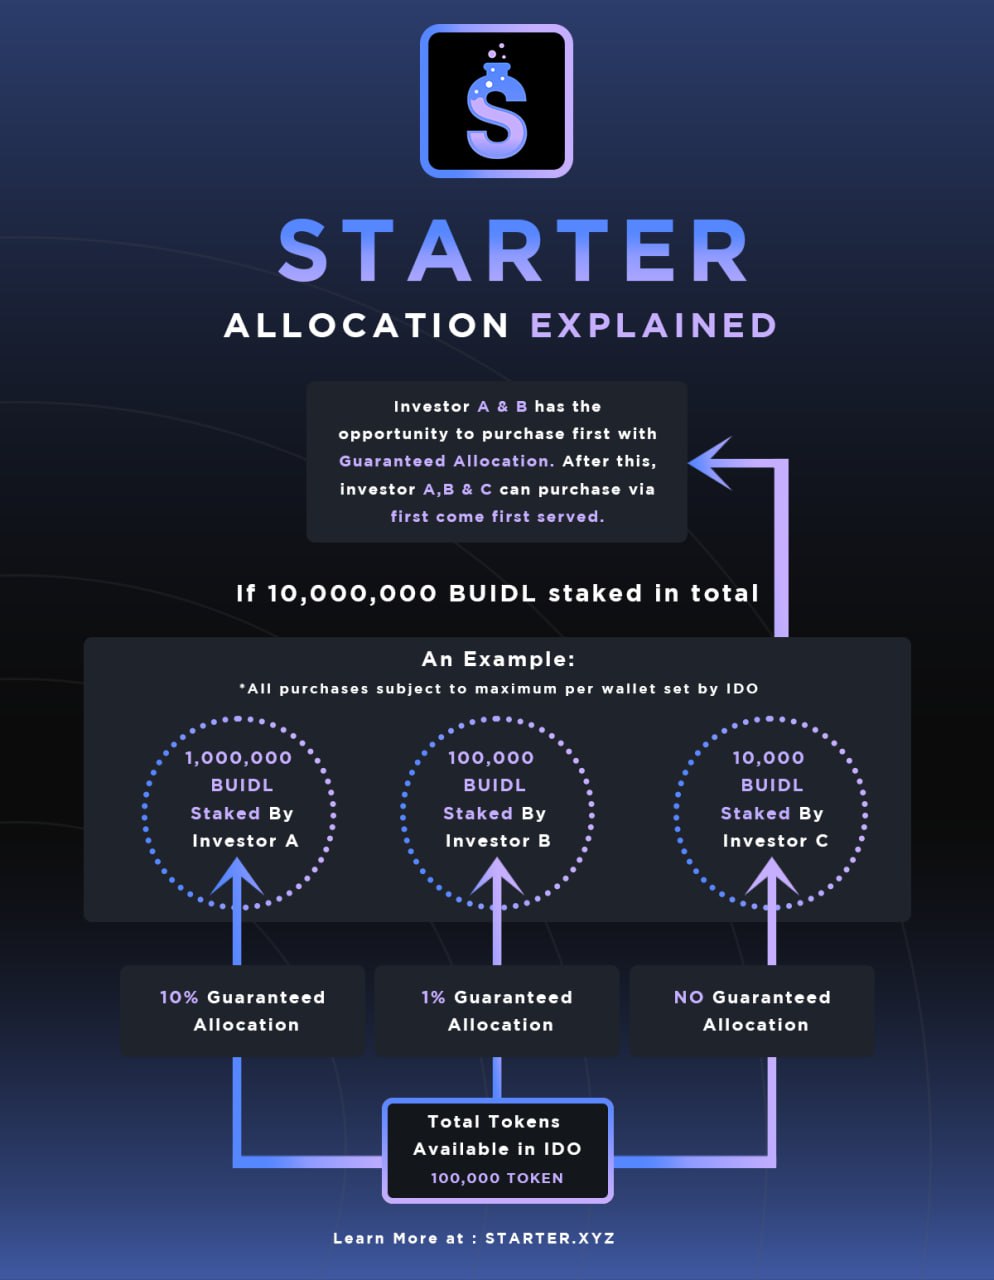 S
STARTER
ALLOCATION EXPLAINED
Investor A & B has the
opportunity to purchase first with
Guaranteed Allocation. After this,
investor A,B & C can purchase via
first come first served.
If 10,000,000 BUIDL staked in total
An Example:
*All purchases subject to maximum per wallet set by IDO
1,000,000
BUIDL
Staked By
Investor A
100,000
BUIDL
Staked By
Investor B
10,000
BUIDL
Staked By
Investor C
10% Guaranteed
Allocation
1% Guaranteed
Allocation
NO Guaranteed
Allocation
Total Tokens
Available in IDO
100,000 TOKEN
Learn More at : STARTER.XYZ